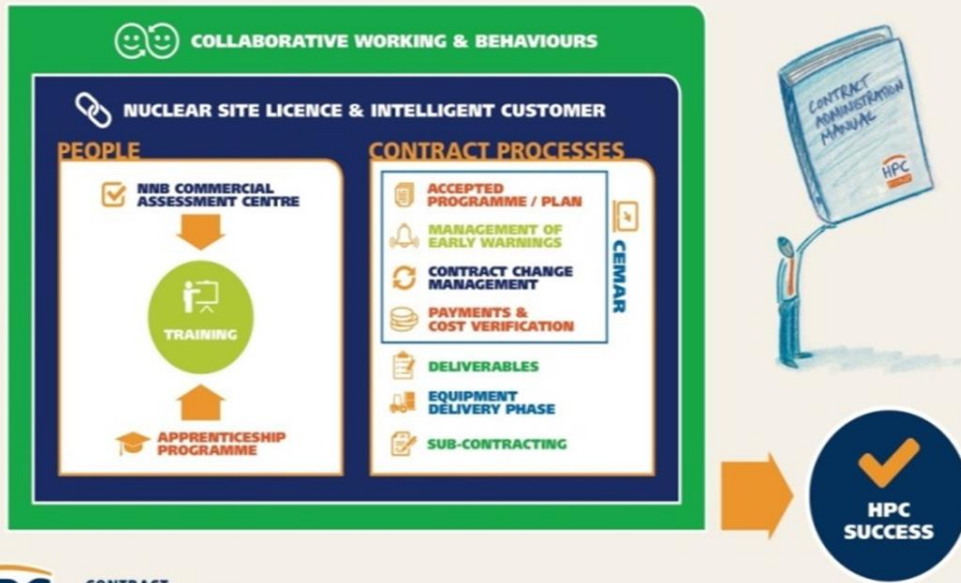 COLLABORATIVE WORKING & BEHAVIOURS
NUCLEAR SITE LICENCE & INTELLIGENT CUSTOMER
PEOPLE
NNB COMMERCIAL
ASSESSMENT CENTRE
TRAINING
APPRENTICESHIP
PROGRAMME
CONTRACT PROCESSES
ACCEPTED
PROGRAMME / PLAN
MANAGEMENT OF
EARLY WARNINGS
CONTRACT CHANGE
MANAGEMENT
PAYMENTS &
COST VERIFICATION
CEMAR
DELIVERABLES
EQUIPMENT
DELIVERY PHASE
SUB-CONTRACTING
CONTRACT
ADMINISTRATION
MANUAL
HPC
HPC
SUCCESS
CONTRACT